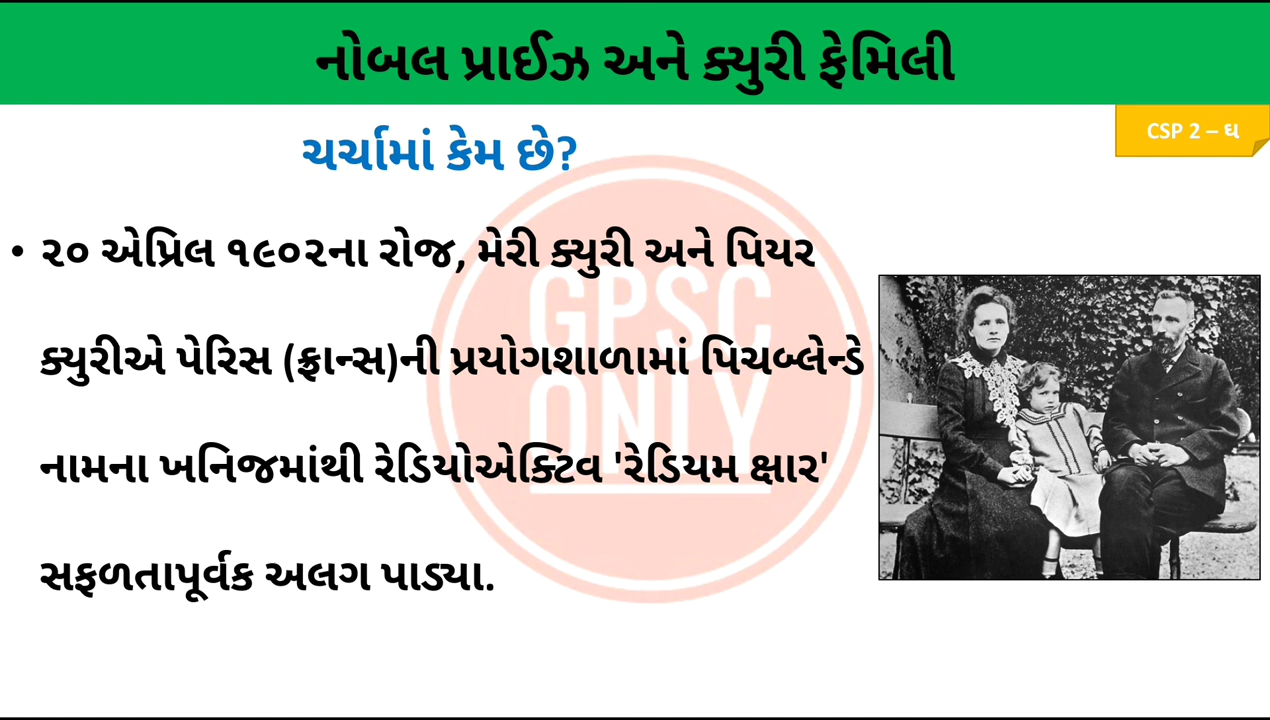 નોબલ પ્રાઈઝ અને ક્યુરી ફેમિલી
CSP 2 – ઘ
ચર્ચામાં કેમ છે?
• ૨૦ એપ્રિલ ૧૯૦૨ના રોજ, મેરી ક્યુરી અને પિયર
ક્યુરીએ પેરિસ (ફ્રાન્સ)ની પ્રયોગશાળામાં પિચબ્લેન્ડે
નામના ખનિજમાંથી રેડિયોએક્ટિવ 'રેડિયમ ક્ષાર'
સફળતાપૂર્વક અલગ પાડ્યા.
GPSC
ONLY